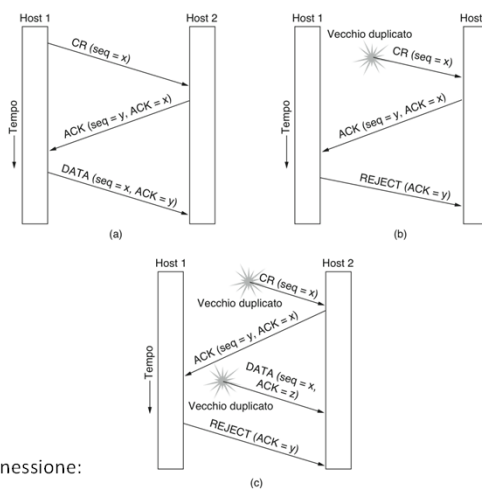 Host 1
Host 2
CR (seq = x)
ACK (seq = y, ACK = x)
DATA (seq = x, ACK = y)
Tempo
(a)
Host 1
Host
Vecchio duplicato
CR (seq = x)
ACK (seq = y, ACK = x)
REJECT (ACK = y)
Tempo
(b)
Host 1
Host 2
CR (seq = x)
Vecchio duplicato
ACK (seq = y, ACK = x)
DATA (seq = x,
ACK = z)
Vecchio duplicato
REJECT (ACK = y)
Tempo
nessione:
(c)